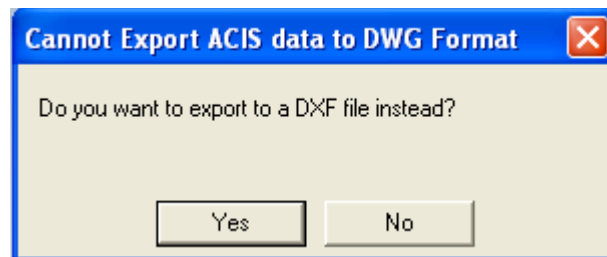 Cannot Export ACIS data to DWG Format
Do you want to export to a DXF file instead?
Yes
No